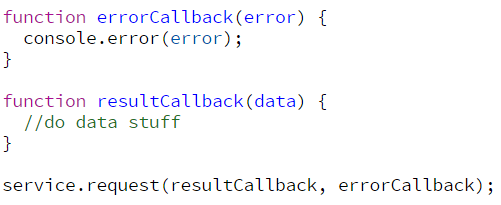 function errorCallback(error) {
  console.error(error);
}
function resultCallback(data) {
  //do data stuff
}
service.request(resultCallback, errorCallback);